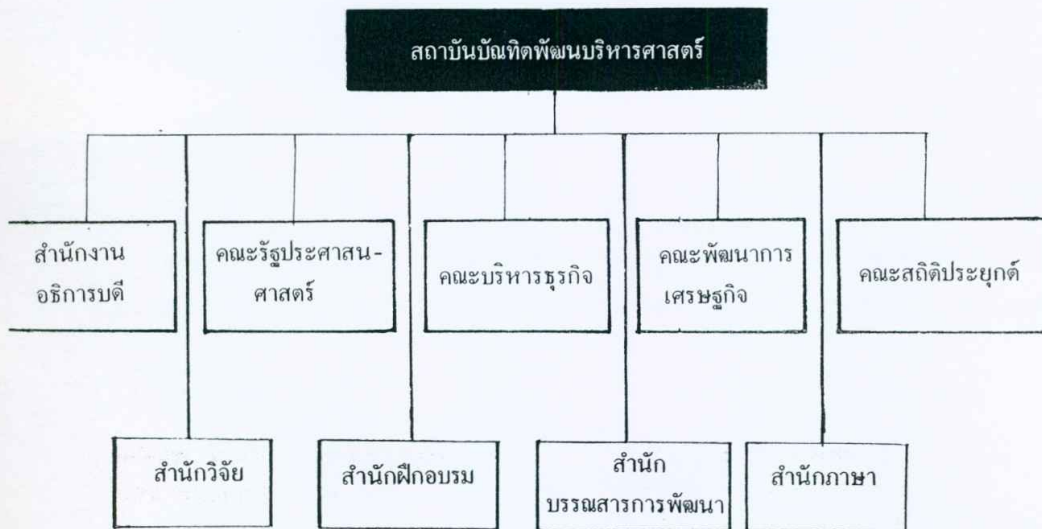 สถาบันบัณฑิตพัฒนบริหารศาสตร์
สำนักงาน
อธิการบดี
คณะรัฐประศาสน-
ศาสตร์
คณะบริหารธุรกิจ
คณะพัฒนาการ
เศรษฐกิจ
คณะสถิติประยุกต์
สำนักวิจัย
สำนักฝึกอบรม
สำนัก
บรรณสารการพัฒนา
สำนักภาษา